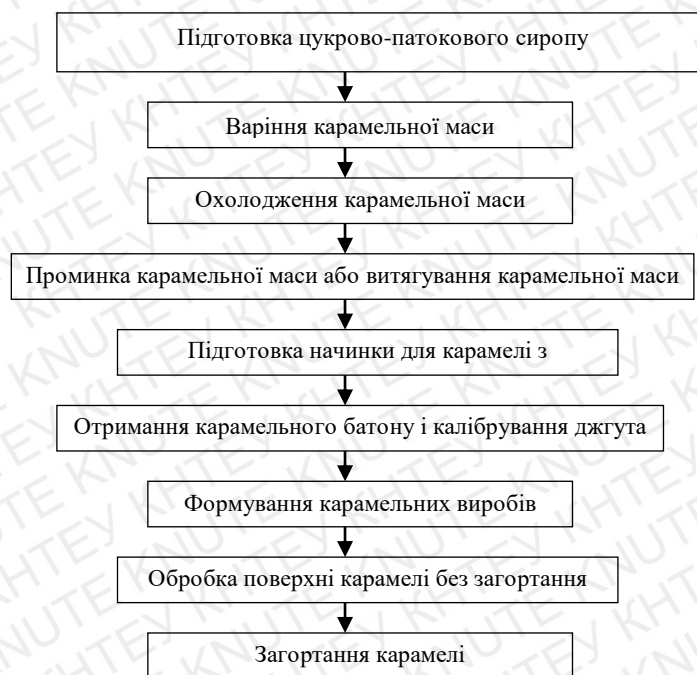 Підготовка цукрово-патокового сиропу
Варіння карамельної маси
Охолодження карамельної маси
Проминка карамельної маси або витягування карамельної маси
Підготовка начинки для карамелі з
Отримання карамельного батону і калібрування джгута
Формування карамельних виробів
Обробка поверхні карамелі без загортання
Загортання карамелі